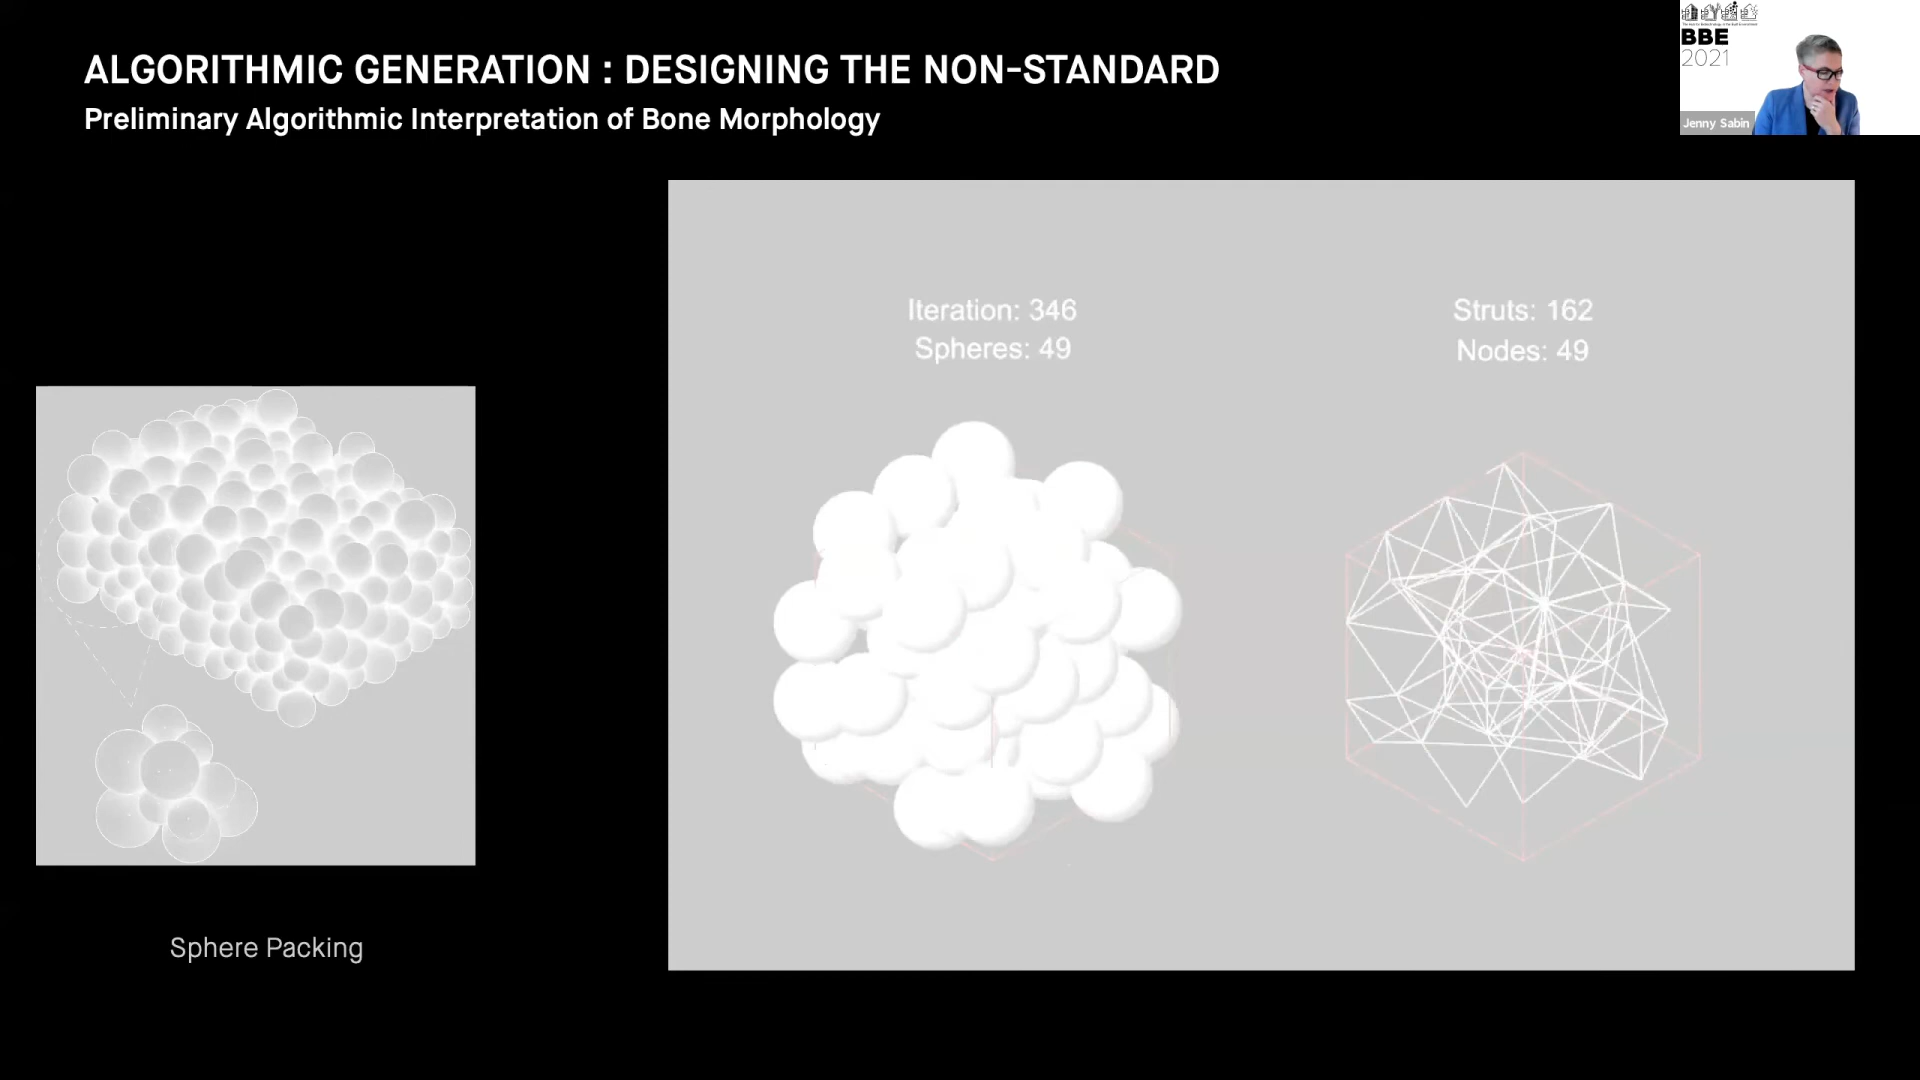 ALGORITHMIC GENERATION : DESIGNING THE NON-STANDARD
Preliminary Algorithmic Interpretation of Bone Morphology
BBE
2021
Jenny Sabin
Iteration: 346
Spheres: 49
Struts: 162
Nodes: 49
Sphere Packing